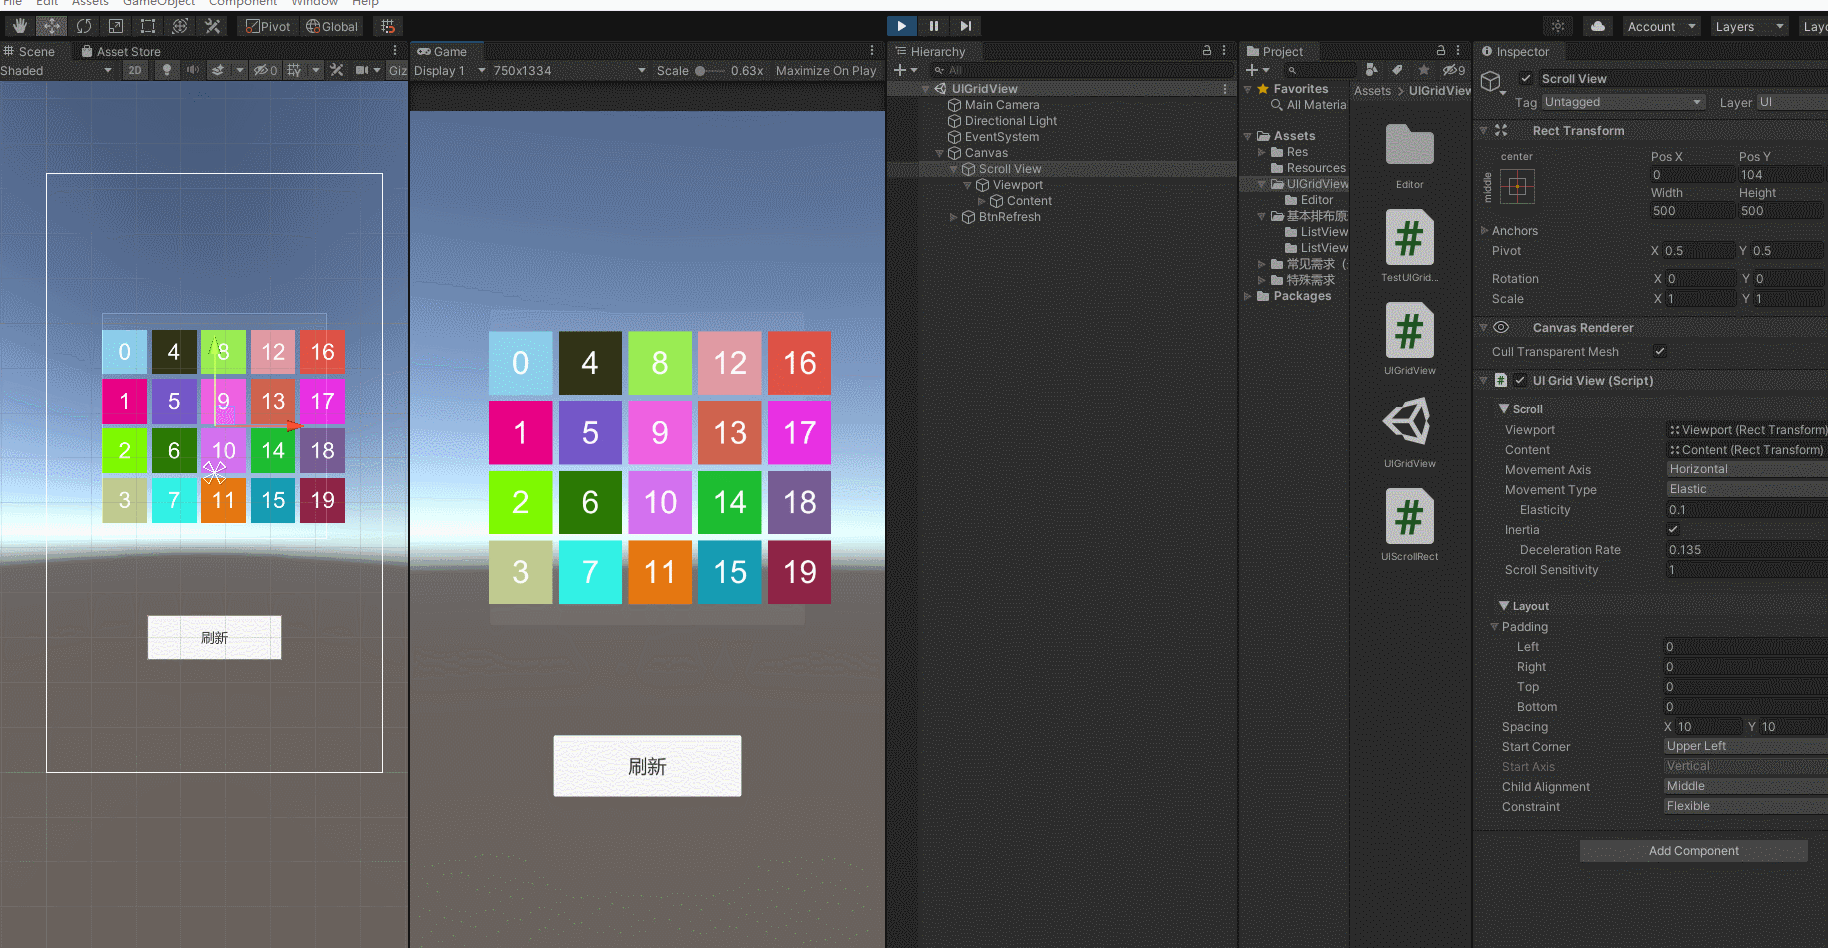 File Edit Assets GameObject Component Window Help
Pivot Global Account Layers
Scene Asset Store
Shaded 2D 0 Giz
Game
Display 1 750x1334 Scale 0.63x Maximize On Play
0 4 8 12 16
1 5 9 13 17
2 6 10 14 18
3 7 11 15 19
刷新
0 4 8 12 16
1 5 9 13 17
2 6 10 14 18
3 7 11 15 19
刷新
Hierarchy
All
UIGridView
Main Camera
Directional Light
EventSystem
Canvas
Scroll View
Viewport
Content
BtnRefresh
Project
9
Favorites
All Materia
Assets
Res
Resources
UIGridView
Editor
基本排布原
ListView
ListView
常见需求
特殊需求
Packages
Assets > UIGridView
Editor
TestUIGrid...
UIGridView
UIGridView
UIScrollRect
Inspector
Scroll View
Tag Untagged Layer UI
Rect Transform
center
middle
Pos X Pos Y
0 104
Width Height
500 500
Anchors
Pivot X 0.5 Y 0.5
Rotation X 0 Y 0
Scale X 1 Y 1
Canvas Renderer
Cull Transparent Mesh
UI Grid View (Script)
Scroll
Viewport Viewport (Rect Transform)
Content Content (Rect Transform)
Movement Axis Horizontal
Movement Type Elastic
Elasticity 0.1
Inertia
Deceleration Rate 0.135
Scroll Sensitivity 1
Layout
Padding
Left 0
Right 0
Top 0
Bottom 0
Spacing X 10 Y 10
Start Corner Upper Left
Start Axis Vertical
Child Alignment Middle
Constraint Flexible
Add Component